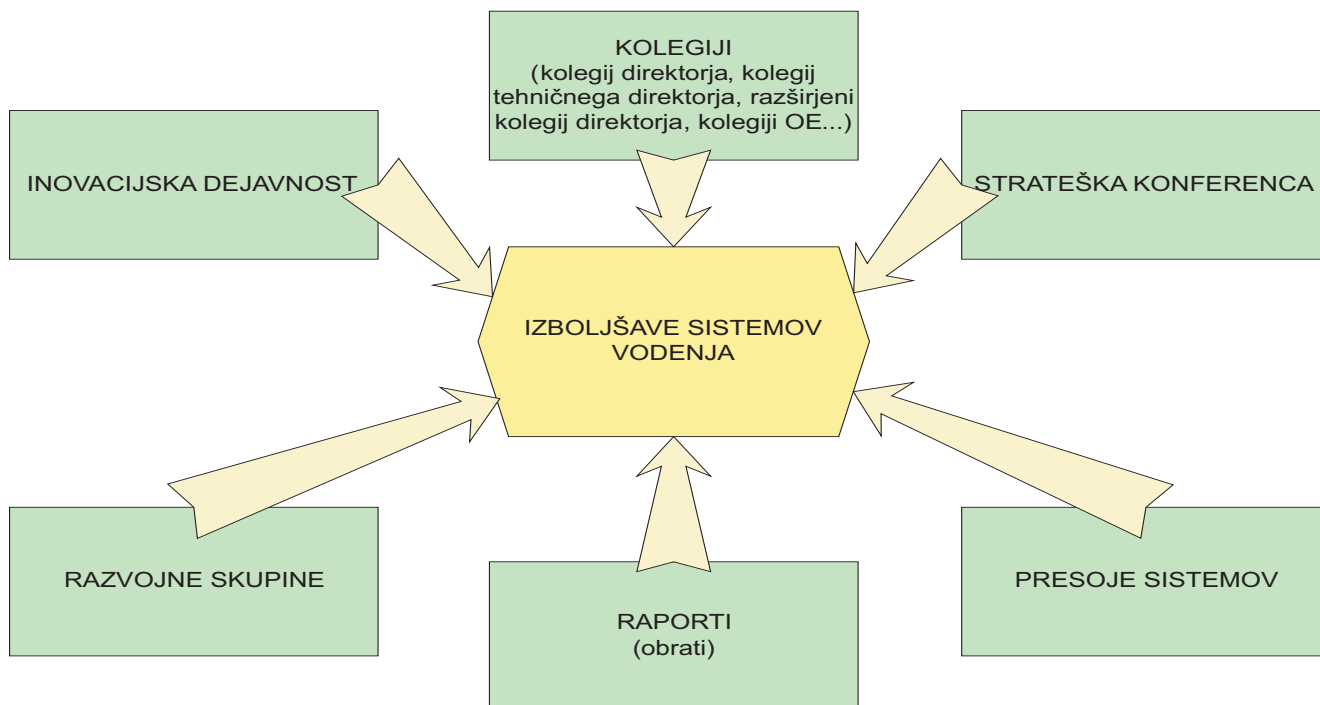 KOLEGIJI
(kolegij direktorja, kolegij
tehničnega direktorja, razširjeni
kolegij direktorja, kolegiji OE...)
INOVACIJSKA DEJAVNOST
STRATEŠKA KONFERENCA
IZBOLJŠAVE SISTEMOV
VODENJA
RAZVOJNE SKUPINE
RAPORTI
(obrati)
PRESOJE SISTEMOV